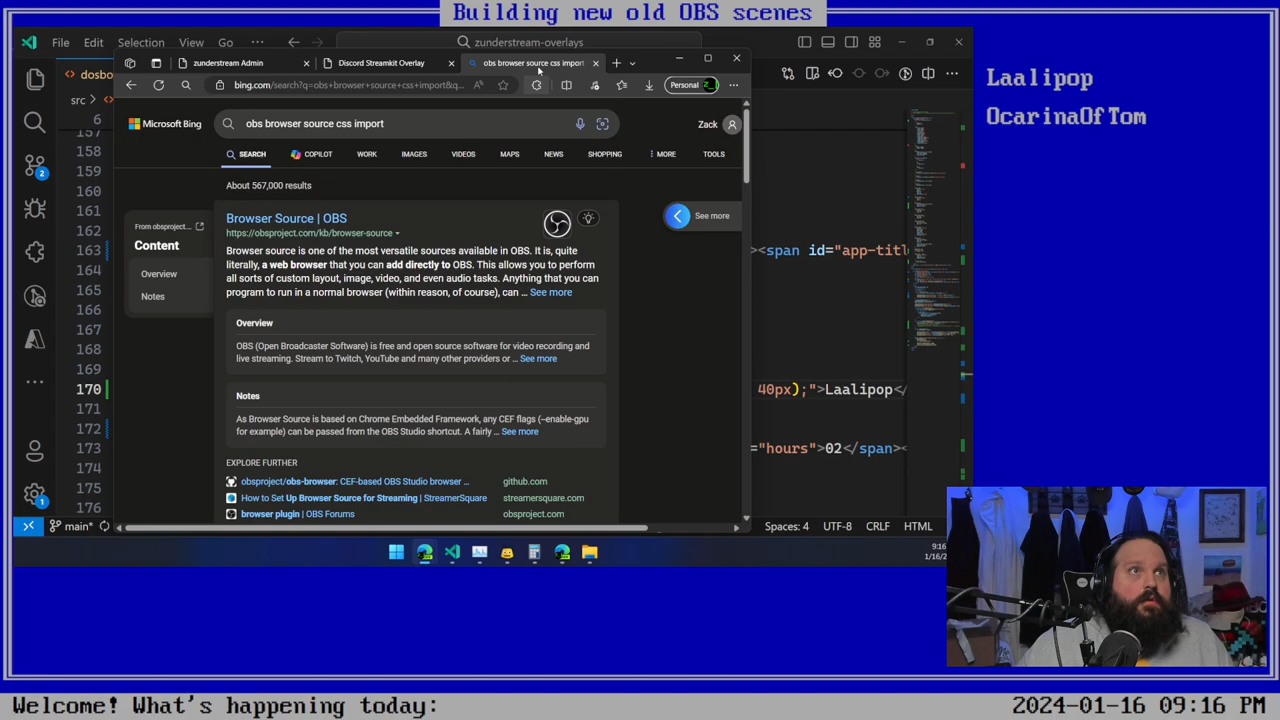 Building new old OBS scenes
File Edit Selection View Go ··· zunderstream-overlays
zunderstream Admin
Discord Streamkit Overlay
obs browser source css import
bing.com/search?q=obs+browser+source+css+import&q...
Personal
dosbo
src
6
157
158
159
160
161
162
163
164
165
166
167
168
169
170
171
172
173
174
175
176
Microsoft Bing
obs browser source css import
Zack
SEARCH COPILOT WORK IMAGES VIDEOS MAPS NEWS SHOPPING MORE TOOLS
567,000 results
From obsproject....
Content
Overview
Notes
Browser Source | OBS
https://obsproject.com/kb/browser-source
Browser source is one of the most versatile sources available in OBS. It is, quite
literally, a web browser that you can add directly to OBS. This allows you to perform
all sorts of custom layout, image, video, and even audio tasks. Anything that you can
program to run in a normal browser (within reason, of course), can ... See more
Overview
OBS (Open Broadcaster Software) is free and open source software for video recording and
live streaming. Stream to Twitch, YouTube and many other providers or ... See more
Notes
As Browser Source is based on Chrome Embedded Framework, any CEF flags (--enable-gpu
for example) can be passed from the OBS Studio shortcut. A fairly ... See more
EXPLORE FURTHER
obsproject/obs-browser: CEF-based OBS Studio browser ... github.com
How to Set Up Browser Source for Streaming | StreamerSquare streamersquare.com
browser plugin | OBS Forums obsproject.com
See more
><span id="app-title
40px);">Laalipop</
="hours">02</span><
2
1
main*
Spaces: 4 UTF-8 CRLF HTML
9:16
1/16/2
Laalipop
OcarinaOfTom
Welcome! What's happening today:
2024-01-16 09:16 PM